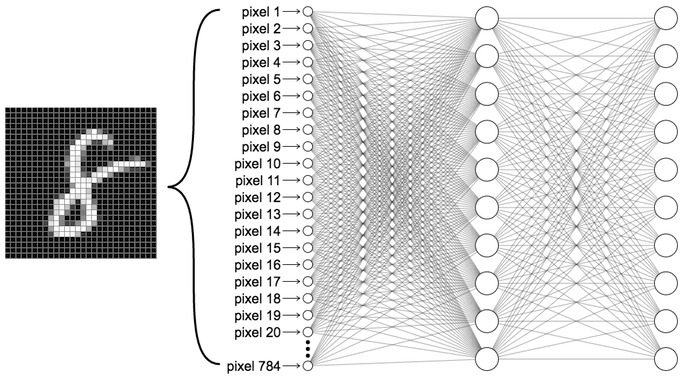 pixel 1
pixel 2
pixel 3
pixel 4
pixel 5
pixel 6
pixel 7
pixel 8
pixel 9
pixel 10
pixel 11
pixel 12
pixel 13
pixel 14
pixel 15
pixel 16
pixel 17
pixel 18
pixel 19
pixel 20
pixel 784